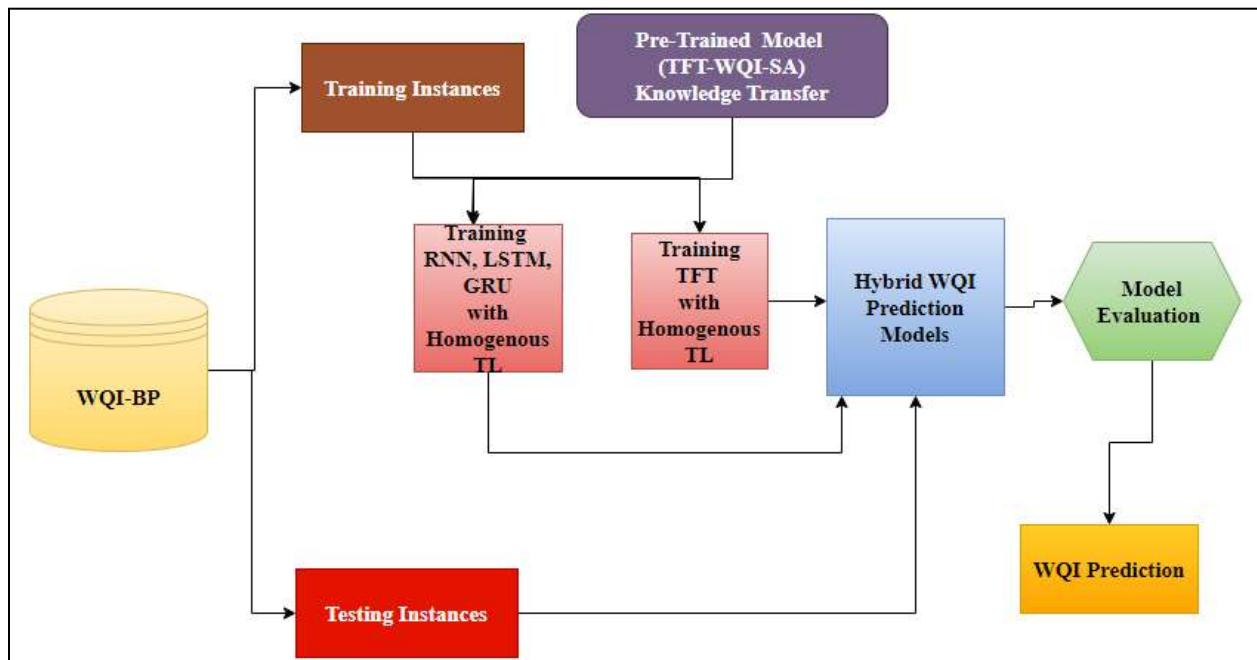 Pre-Trained Model
(TFT-WQI-SA)
Knowledge Transfer
Training Instances
Training
RNN, LSTM,
GRU
with
Homogenous
TL
Training
TFT
with
Homogenous
TL
Hybrid WQI
Prediction
Models
Model
Evaluation
WQI-BP
WQI Prediction
Testing Instances